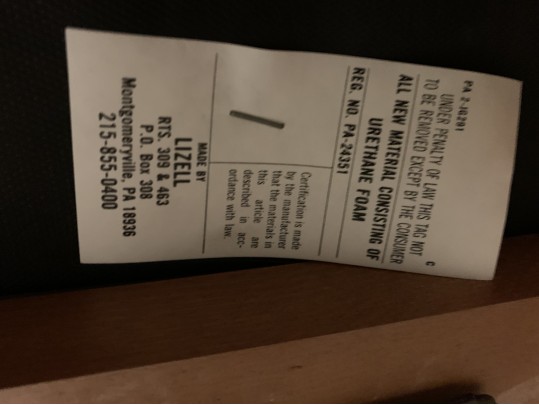 PA 2-IG291
UNDER PENALTY OF LAW THIS TAG NOT
TO BE REMOVED EXCEPT BY THE CONSUMER
C
ALL NEW MATERIAL CONSISTING OF
URETHANE FOAM
REG. NO. PA-24351
Certification is made
by the manufacturer
that the materials in
this article are
described in acc-
ordance with law.
MADE BY
LIZELL
RTS. 309 & 463
P.O. Box 308
Montgomeryville, PA 18936
215-855-0400